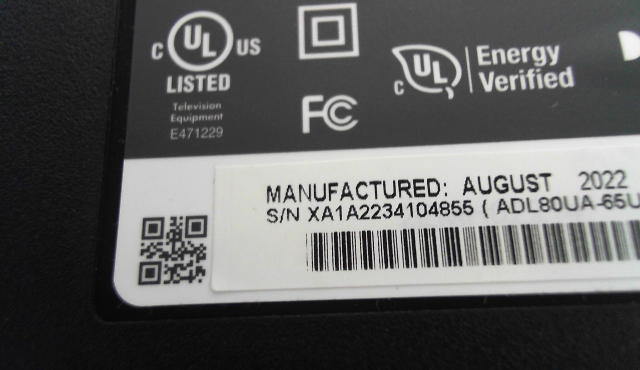 C UL US
LISTED
Television
Equipment
E471229
FC
C UL
Energy
Verified
MANUFACTURED: AUGUST 2022
S/N XA1A2234104855 ( ADL80UA-65U